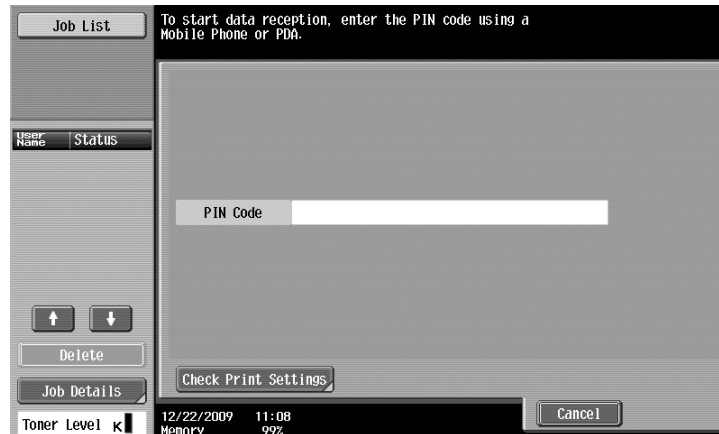 Job List
To start data reception, enter the PIN code using a
Mobile Phone or PDA.
User
Name
Status
PIN Code
Delete
Check Print Settings
Job Details
Toner Level K
12/22/2009 11:08
Memory 99%
Cancel